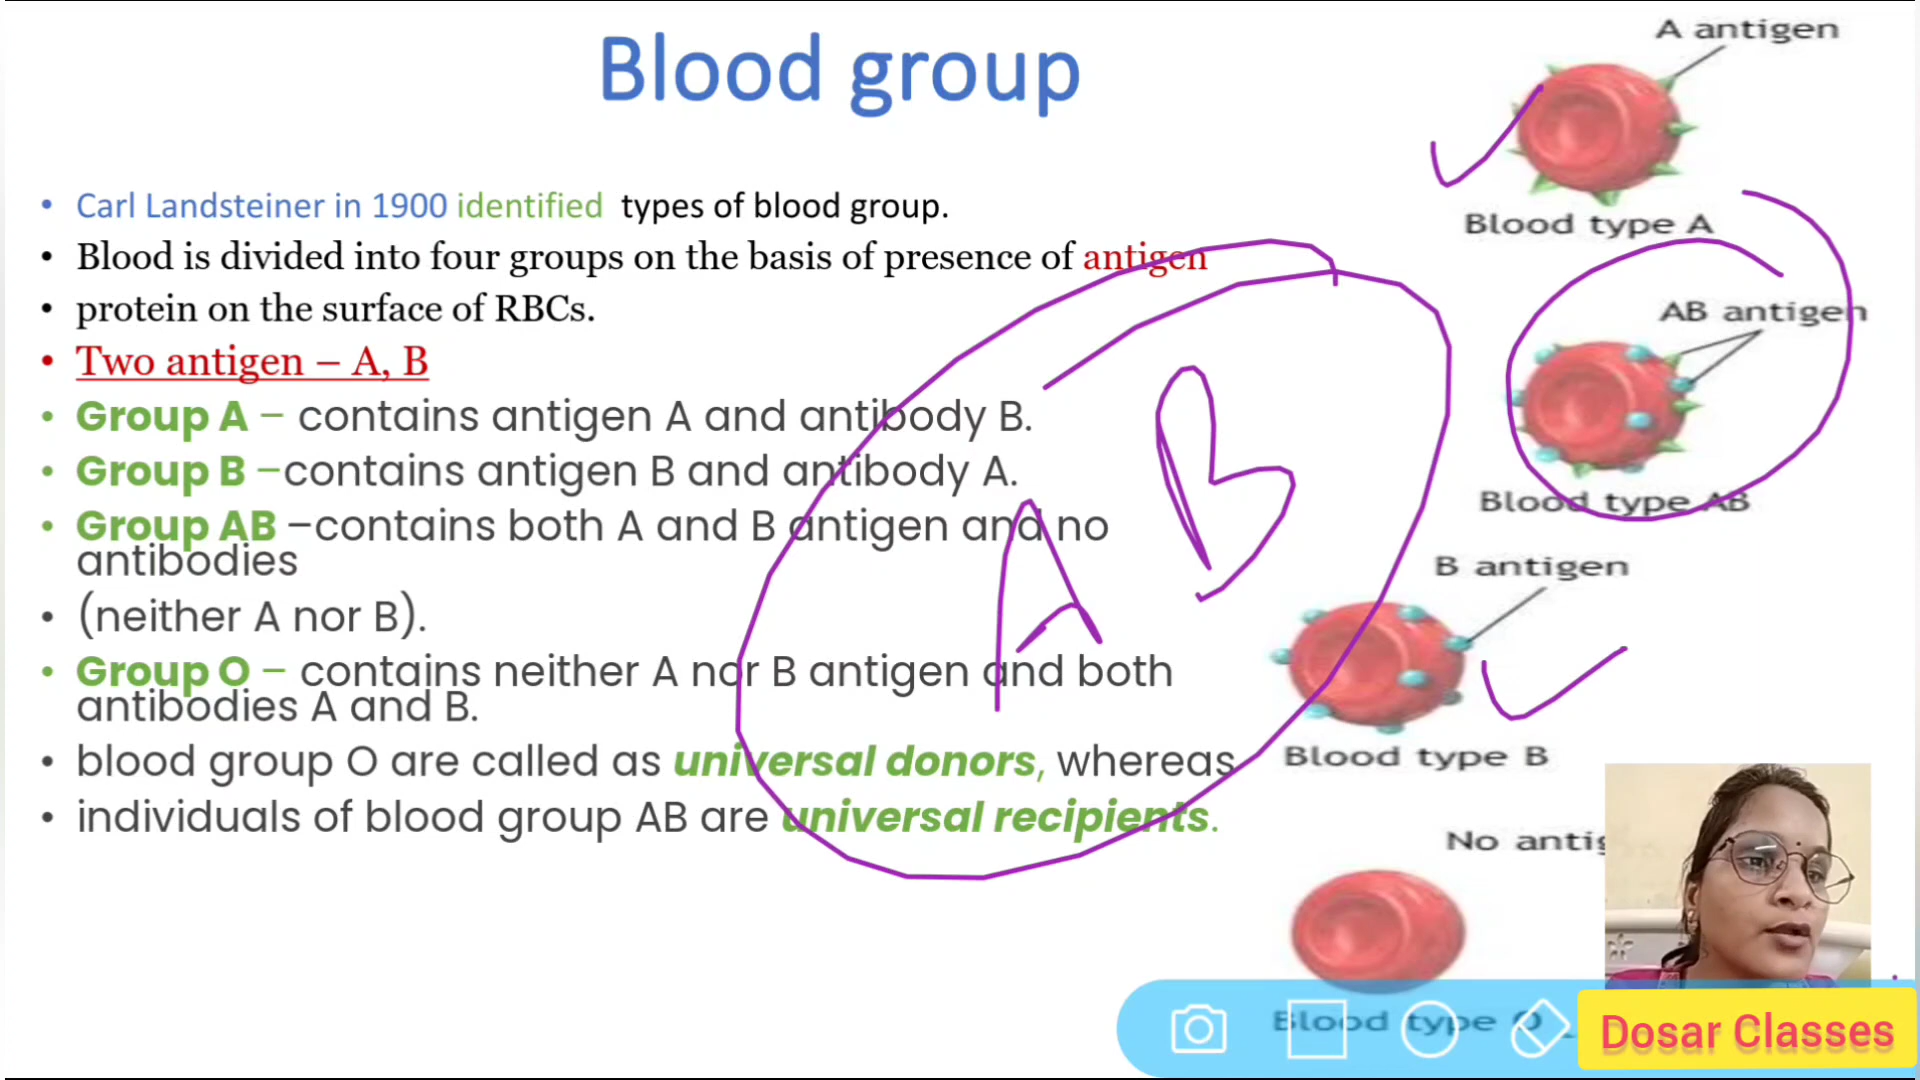 Blood group
• Carl Landsteiner in 1900 identified types of blood group.
• Blood is divided into four groups on the basis of presence of antigen
• protein on the surface of RBCs.
• Two antigen – A, B
• Group A – contains antigen A and antibody B.
• Group B –contains antigen B and antibody A.
• Group AB –contains both A and B antigen and no
antibodies
• (neither A nor B).
• Group O – contains neither A nor B antigen and both
antibodies A and B.
• blood group O are called as universal donors, whereas
• individuals of blood group AB are universal recipients.
A B
A antigen
Blood type A
AB antigen
Blood type AB
B antigen
Blood type B
No antig
Blood type O
Dosar Classes